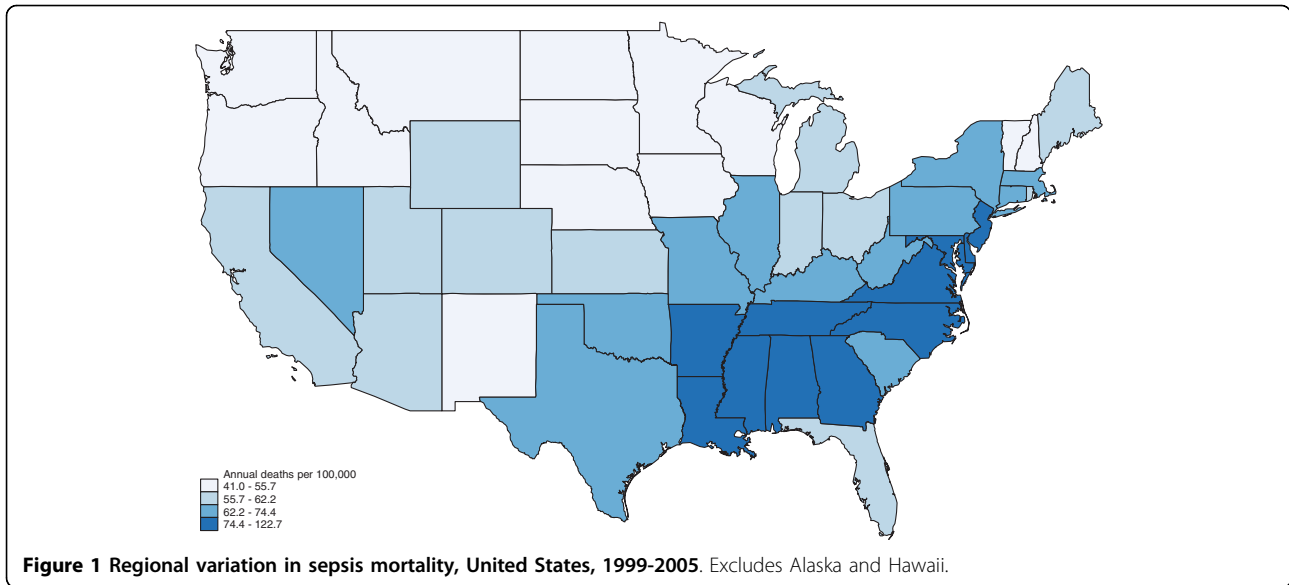 Annual deaths per 100,000
41.0 - 55.7
55.7 - 62.2
62.2 - 74.4
74.4 - 122.7
Figure 1 Regional variation in sepsis mortality, United States, 1999-2005. Excludes Alaska and Hawaii.